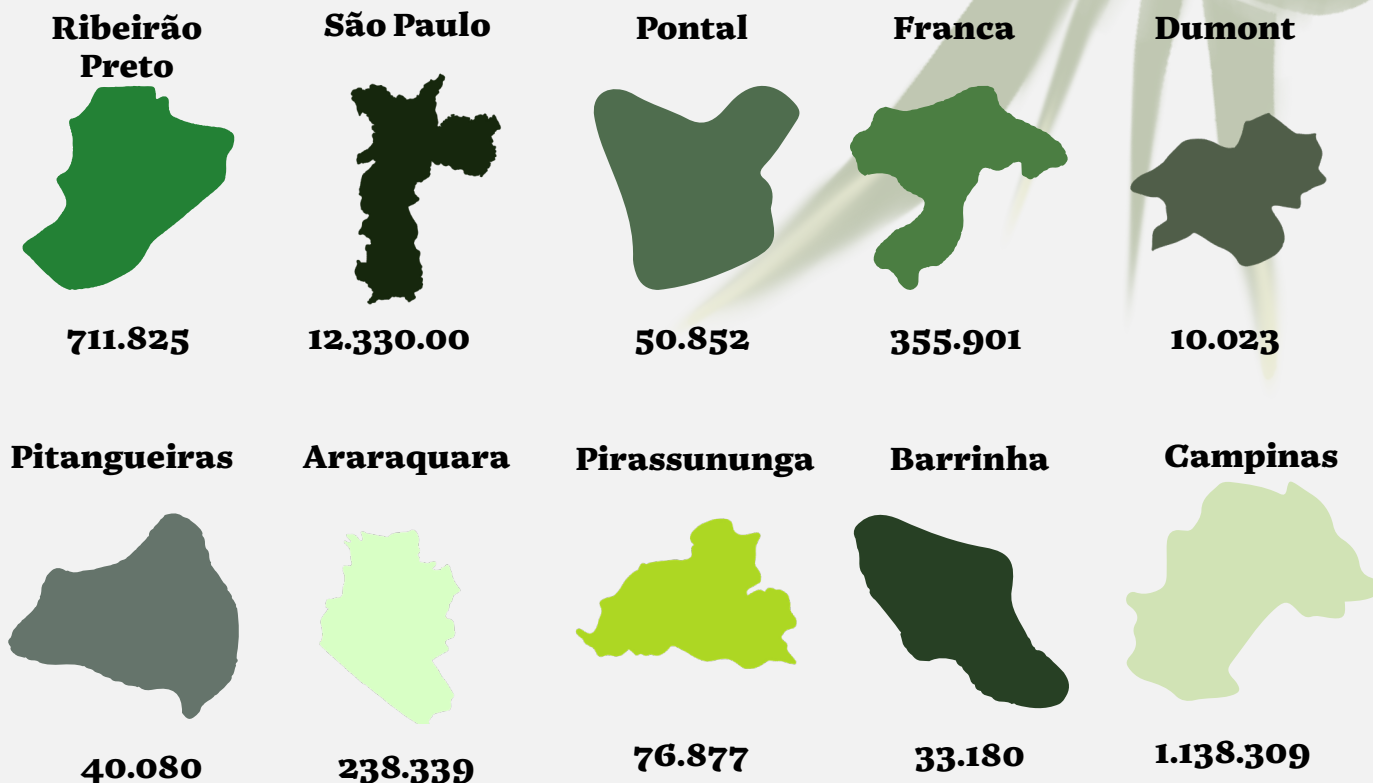 Ribeirão
Preto
São Paulo
Pontal
Franca
Dumont
711.825
12.330.00
50.852
355.901
10.023
Pitangueiras
Araraquara
Pirassununga
Barrinha
Campinas
40.080
238.339
76.877
33.180
1.138.309